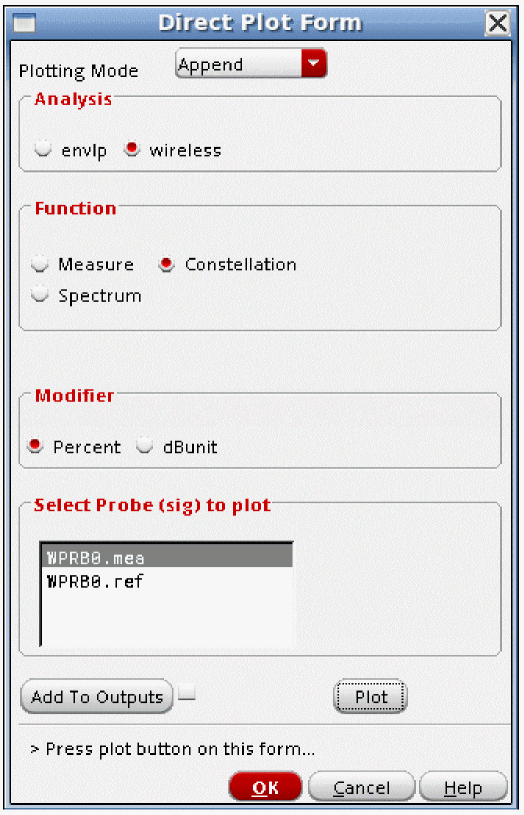 Direct Plot Form
Plotting Mode Append
Analysis
envlp wireless
Function
Measure Constellation
Spectrum
Modifier
Percent dBunit
Select Probe (sig) to plot
WPRB0.mea
WPRB0.ref
Add To Outputs Plot
> Press plot button on this form...
OK Cancel Help